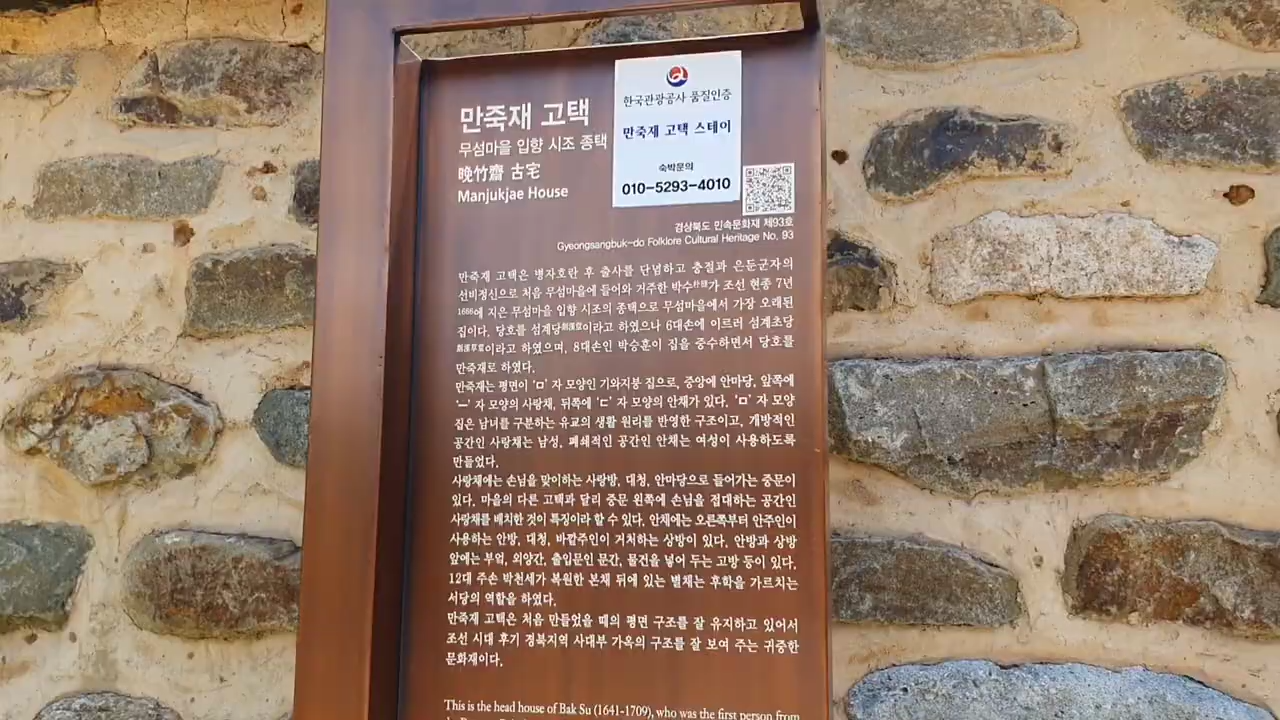 만죽재 고택
무섬마을 입향 시조 종택
晩竹齋 古宅
Manjukjae House
한국관광공사 품질인증
만죽재 고택 스테이
숙박문의
010-5293-4010
경상북도 민속문화재 제93호
Gyeongsangbuk-do Folklore Cultural Heritage No. 93
만죽재 고택은 병자호란 후 출사를 단념하고 충절과 은둔군자의
선비정신으로 처음 무섬마을에 들어와 거주한 박수가 조선 현종 7년
1666에 지은 무섬마을 입향 시조의 종택으로 무섬마을에서 가장 오래된
집이다. 당호를 섬계당이라고 하였으나 6대손에 이르러 섬계초당
이라고 하였으며, 8대손인 박승훈이 집을 중수하면서 당호를
만죽재로 하였다.
만죽재는 평면이 'ㅁ' 자 모양인 기와지붕 집으로, 중앙에 안마당, 앞쪽에
'ㅡ' 자 모양의 사랑채, 뒤쪽에 'ㄷ' 자 모양의 안채가 있다. 'ㅁ' 자 모양
집은 남녀를 구분하는 유교의 생활 원리를 반영한 구조이고, 개방적인
공간인 사랑채는 남성, 폐쇄적인 공간인 안채는 여성이 사용하도록
만들었다.
사랑채에는 손님을 맞이하는 사랑방, 대청, 안마당으로 들어가는 중문이
있다. 마을의 다른 고택과 달리 중문 왼쪽에 손님을 접대하는 공간인
사랑채를 배치한 것이 특징이라 할 수 있다. 안채에는 오른쪽부터 안주인이
사용하는 안방, 대청, 바깥주인이 거처하는 상방이 있다. 안방과 상방
앞에는 부엌, 외양간, 출입문인 문간, 물건을 넣어 두는 고방 등이 있다.
12대 주손 박천세가 복원한 본채 뒤에 있는 별채는 후학을 가르치는
서당의 역할을 하였다.
만죽재 고택은 처음 만들었을 때의 평면 구조를 잘 유지하고 있어서
조선 시대 후기 경북지역 사대부 가옥의 구조를 잘 보여 주는 귀중한
문화재이다.
This is the head house of Bak Su (1641-1709), who was the first person from